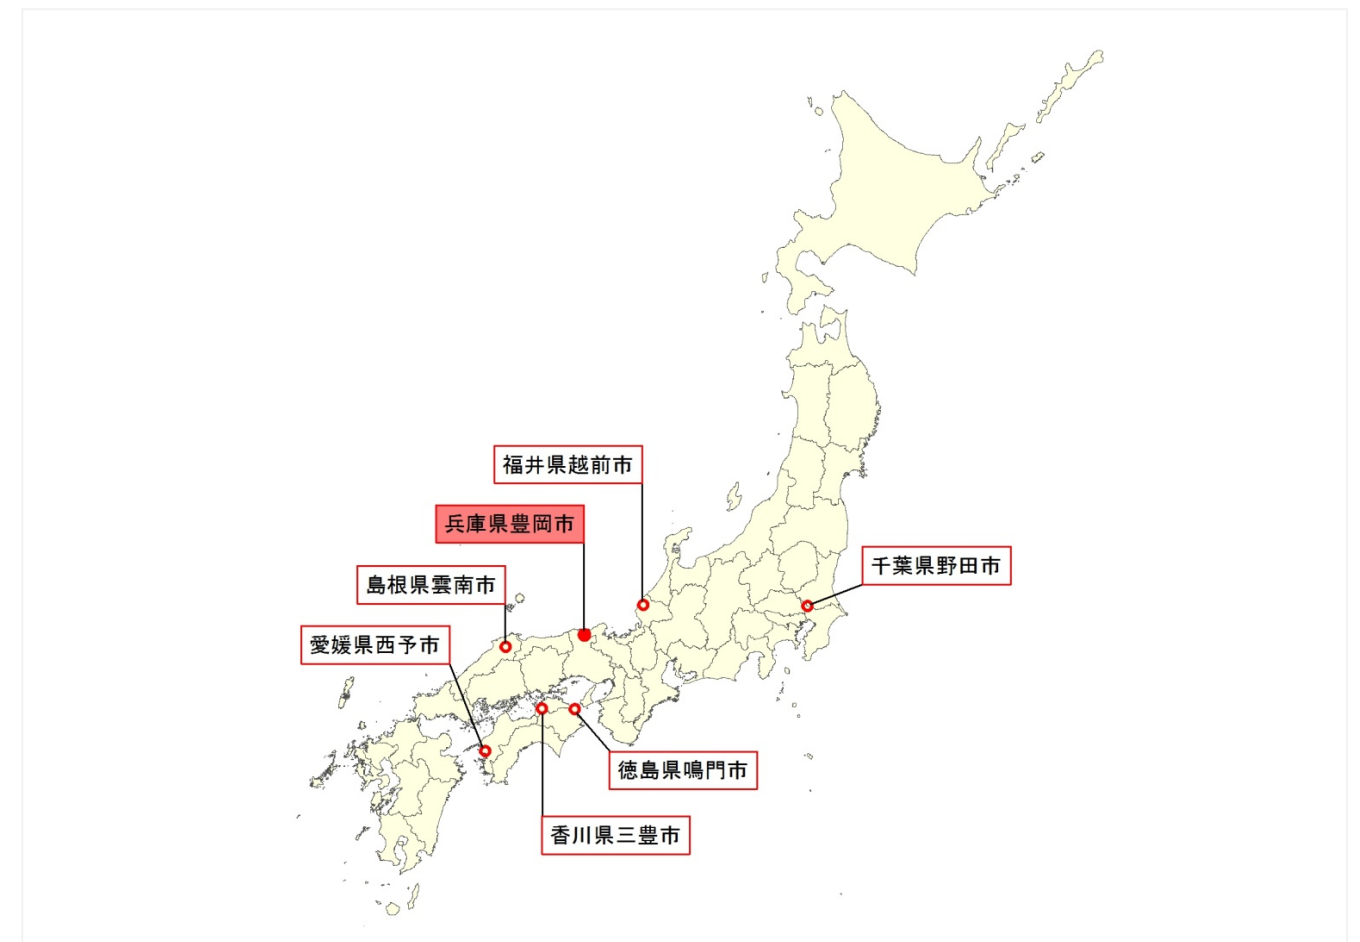 福井県越前市
兵庫県豊岡市
千葉県野田市
島根県雲南市
愛媛県西予市
徳島県鳴門市
香川県三豊市